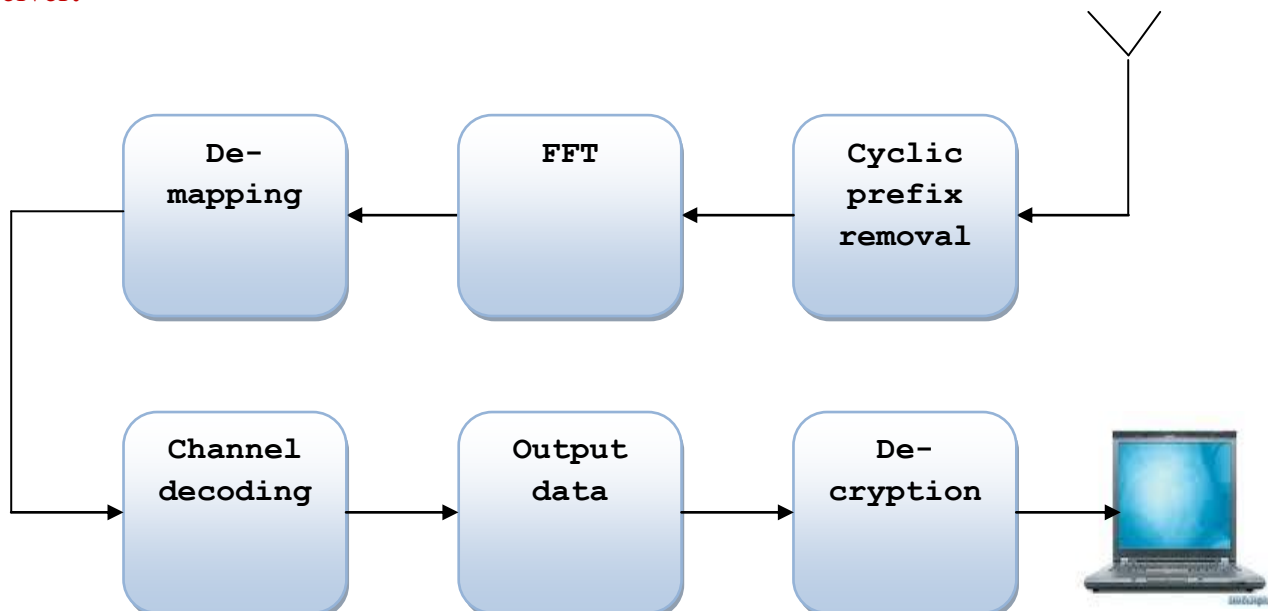 De-
mapping
FFT
Cyclic
prefix
removal
Channel
decoding
Output
data
De-
cryption